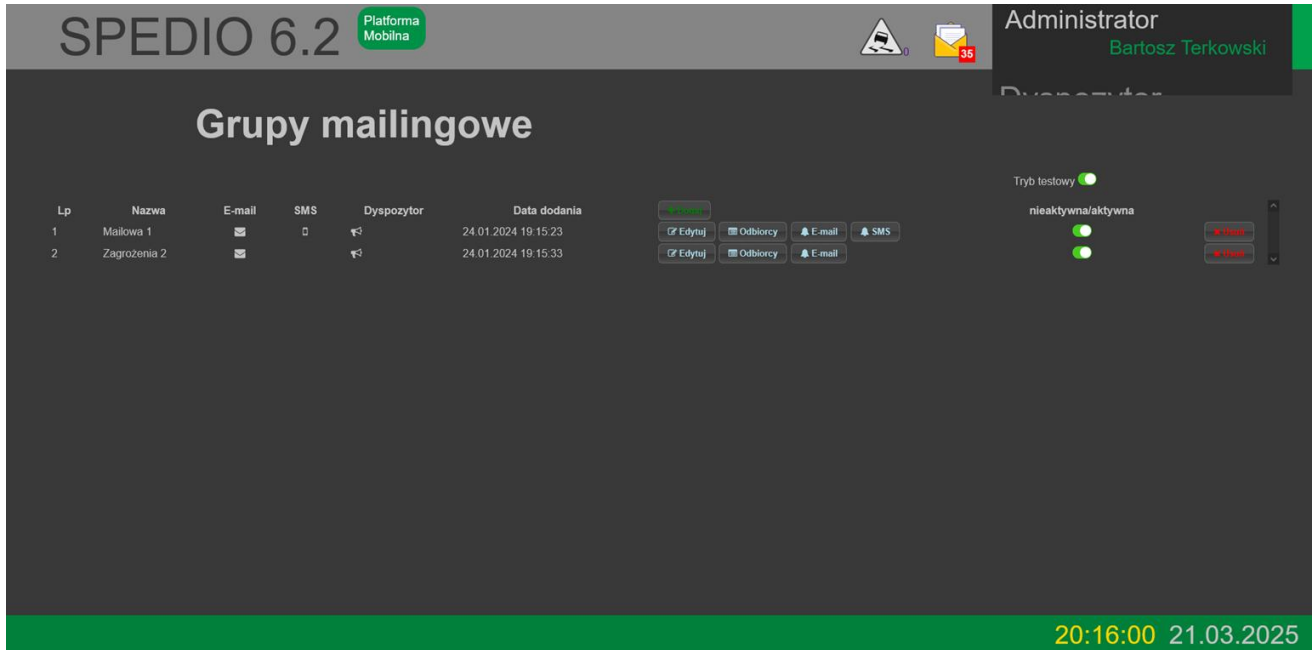 SPEDIO 6.2
Platforma
Mobilna
0
35
Administrator
Bartosz Terkowski
Dyspozytor
Grupy mailingowe
Tryb testowy
Lp Nazwa E-mail SMS Dyspozytor Data dodania nieaktywna/aktywna
1 Mailowa 1 24.01.2024 19:15:23 Edytuj Odbiorcy E-mail SMS
2 Zagrożenia 2 24.01.2024 19:15:33 Edytuj Odbiorcy E-mail
20:16:00 21.03.2025